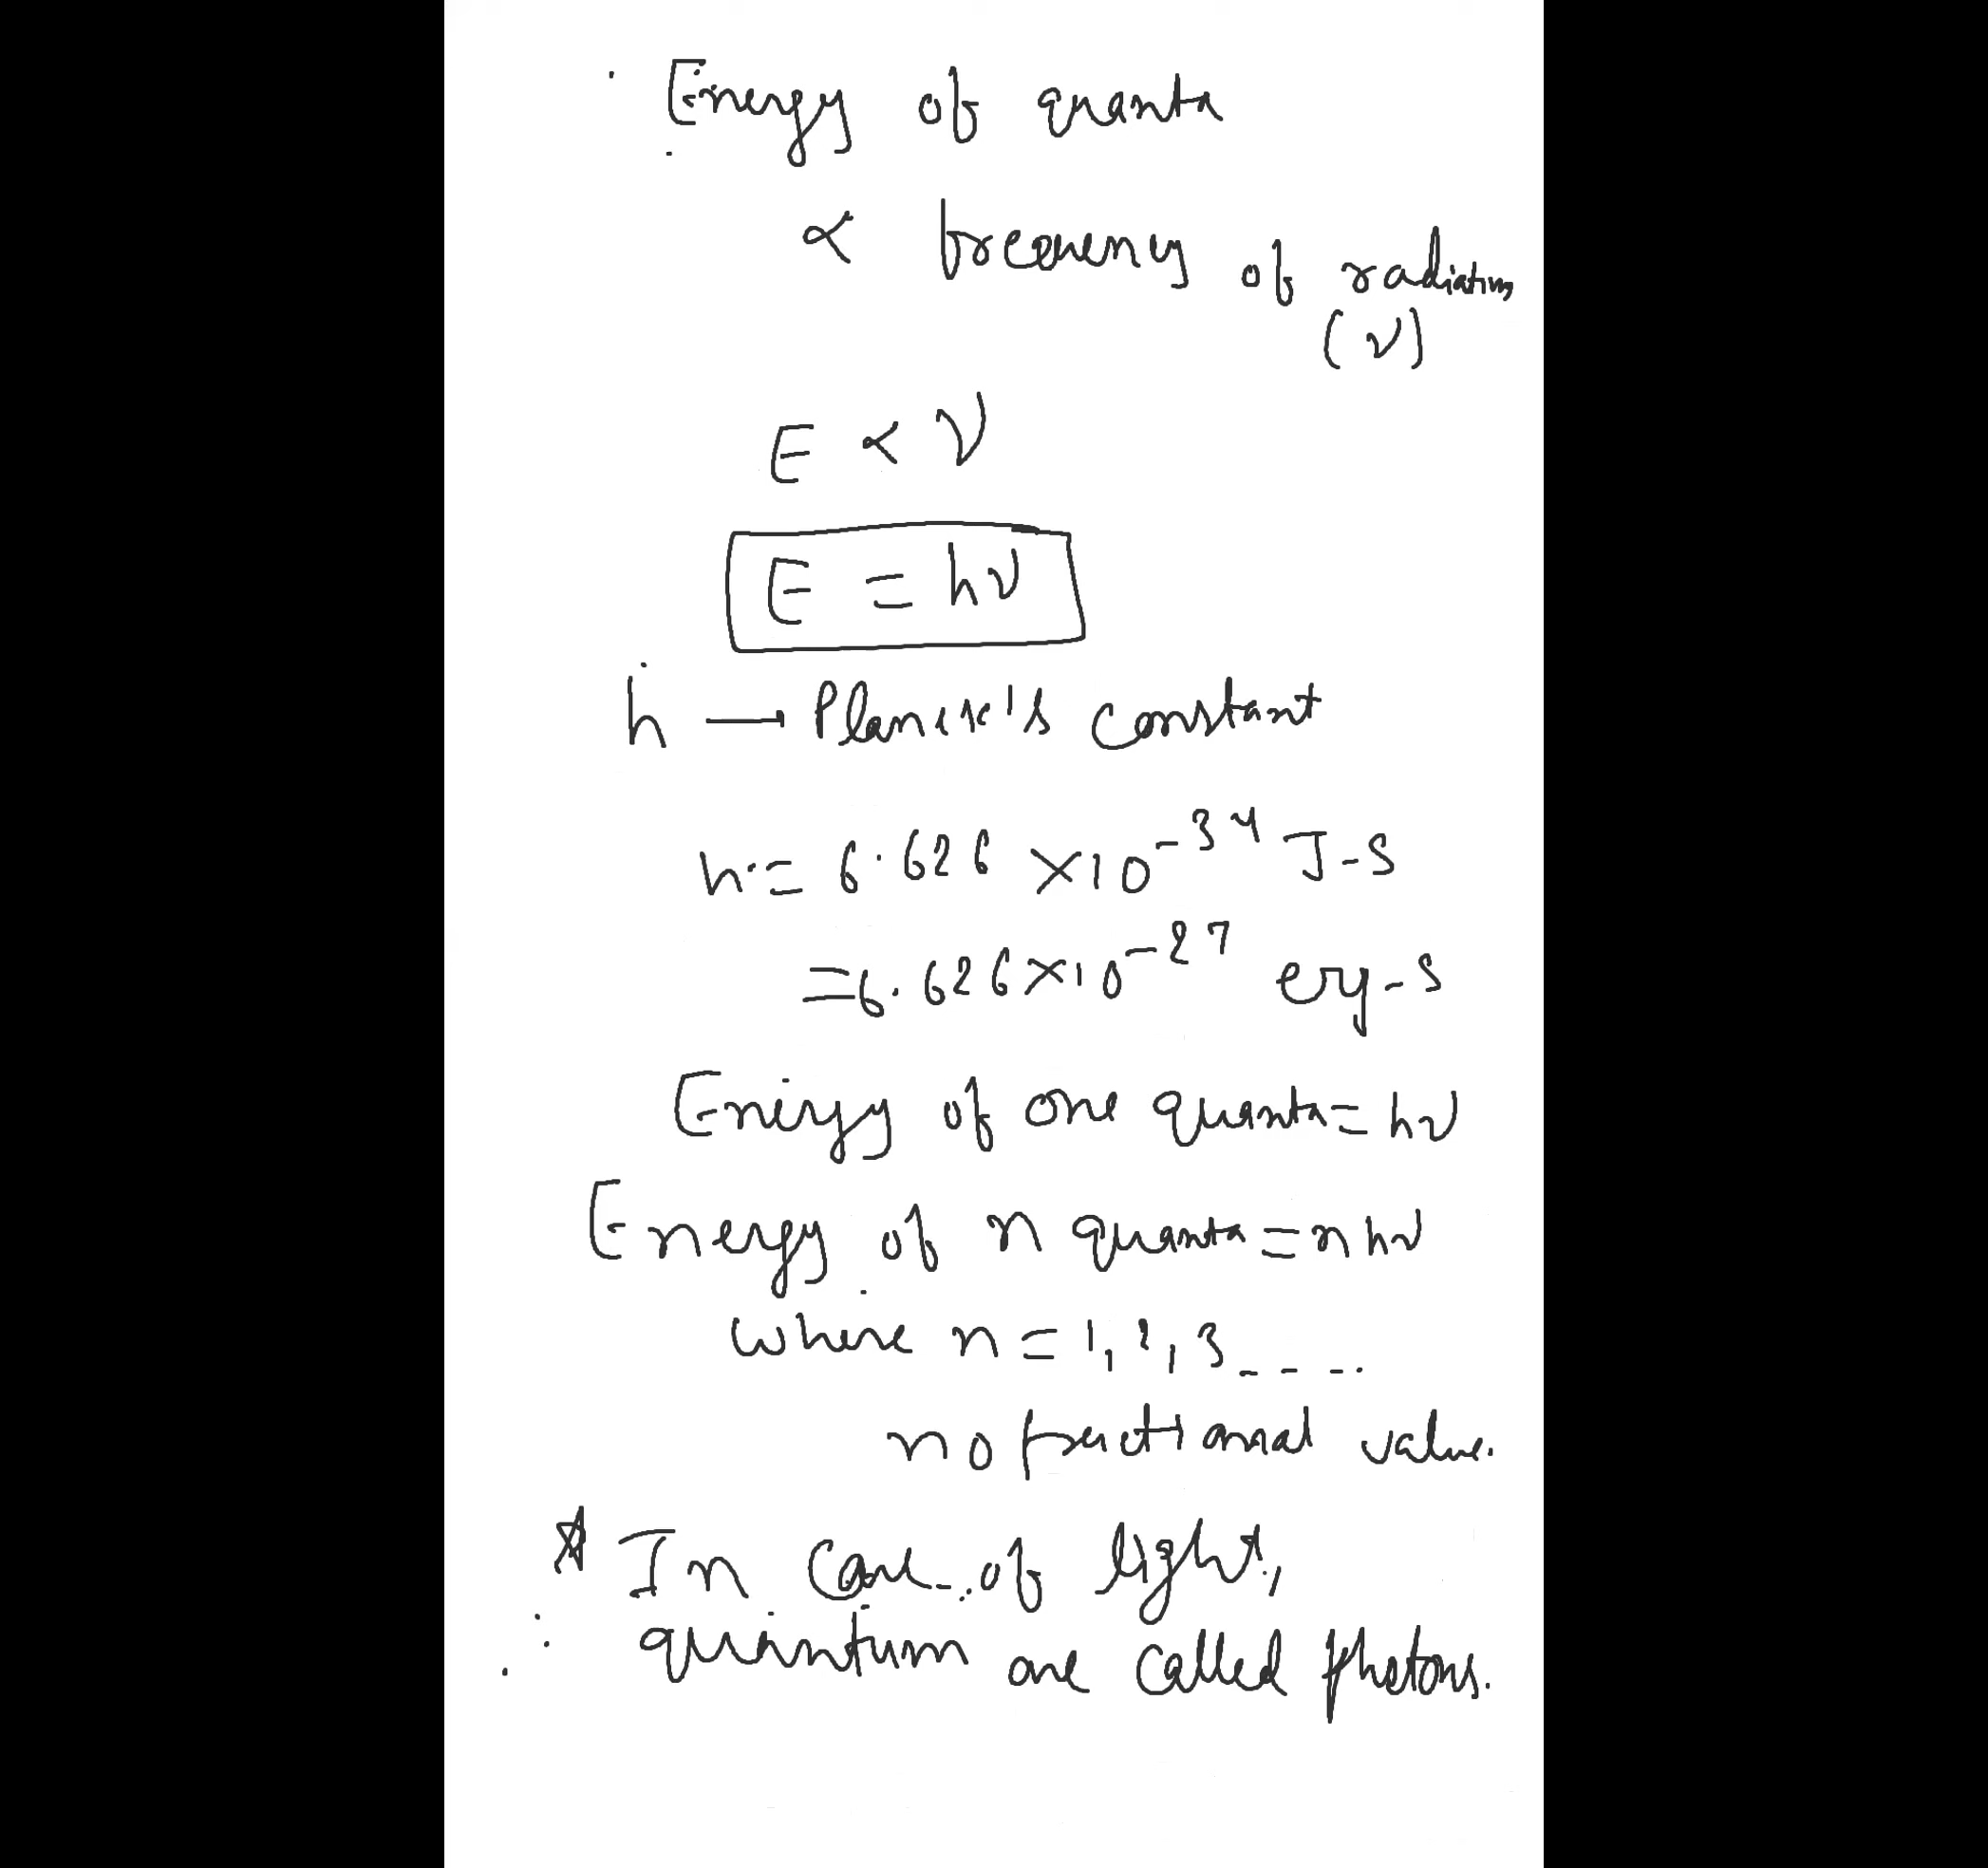 Energy of quanta
∝ frequency of radiation
(ν)
E ∝ ν
E = hν
h → Planck's constant
h = 6.626 ×10⁻³⁴ J-s
=6.626×10⁻²⁷ erg-s
Energy of one quanta = hν
Energy of n quanta = nhν
where n = 1, 2, 3 - - - -
no fractional value.
* In case of light,
quantum are called photons.